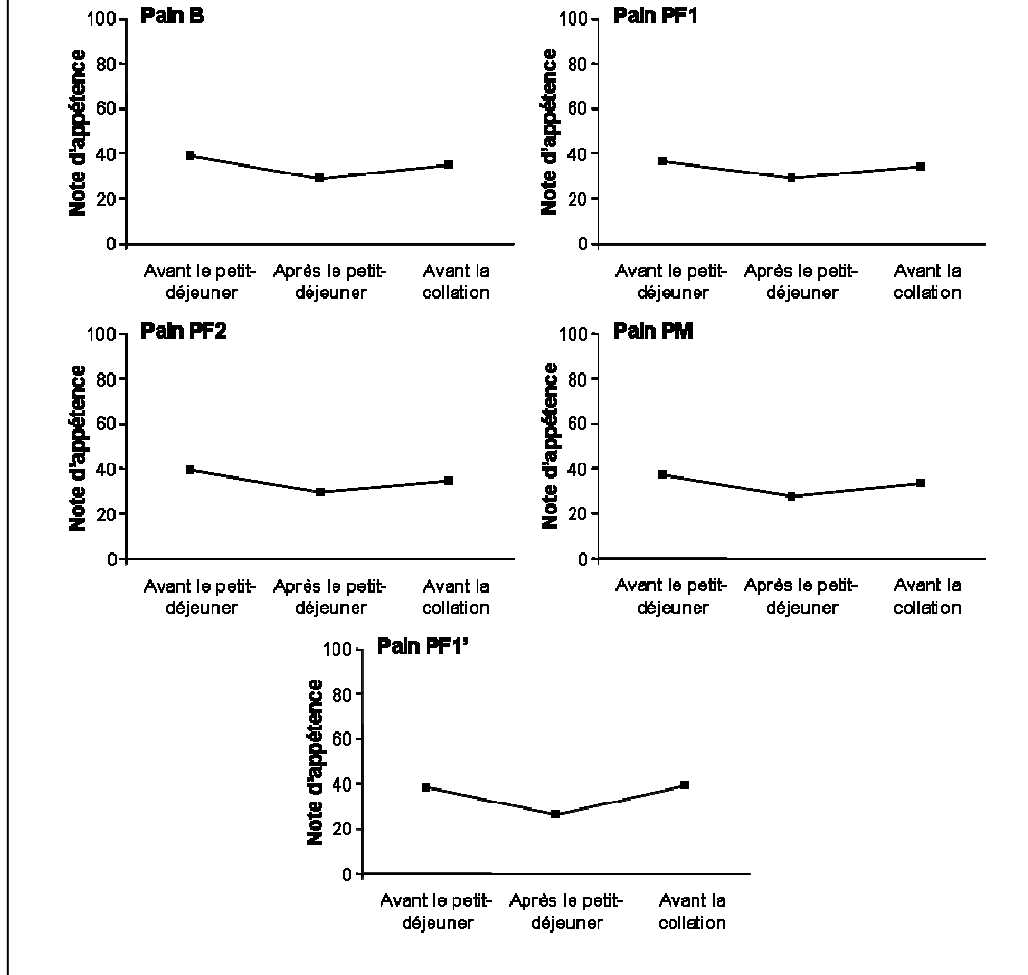 Pain B
Note d'appétence
100
80
60
40
20
0
Avant le petit-
déjeuner
Après le petit-
déjeuner
Avant la
collation
Pain PF1
Note d'appétence
100
80
60
40
20
0
Avant le petit-
déjeuner
Après le petit-
déjeuner
Avant la
collation
Pain PF2
Note d'appétence
100
80
60
40
20
0
Avant le petit-
déjeuner
Après le petit-
déjeuner
Avant la
collation
Pain PM
Note d'appétence
100
80
60
40
20
0
Avant le petit-
déjeuner
Après le petit-
déjeuner
Avant la
collation
Pain PF1’
Note d'appétence
100
80
60
40
20
0
Avant le petit-
déjeuner
Après le petit-
déjeuner
Avant la
collation